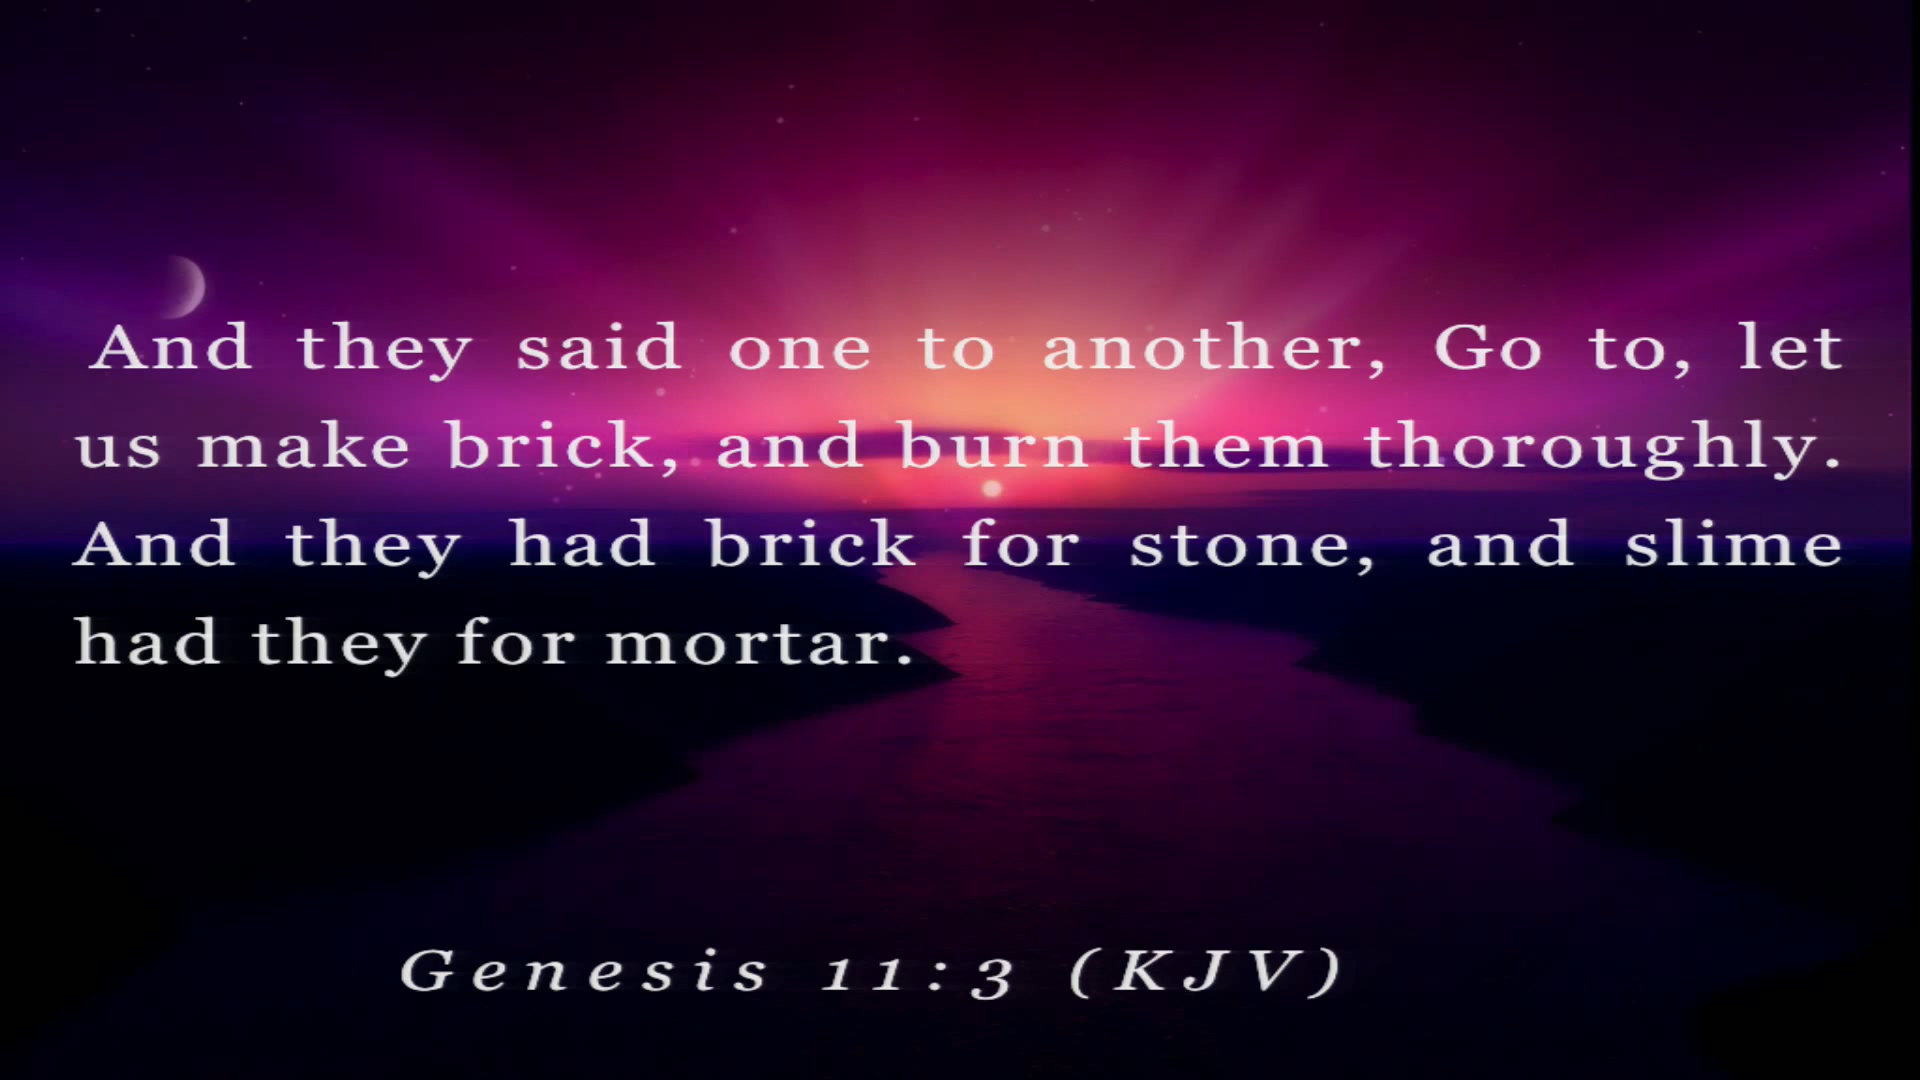 And they said one to another, Go to, let
us make brick, and burn them thoroughly.
And they had brick for stone, and slime
had they for mortar.
Genesis 11:3 (KJV)